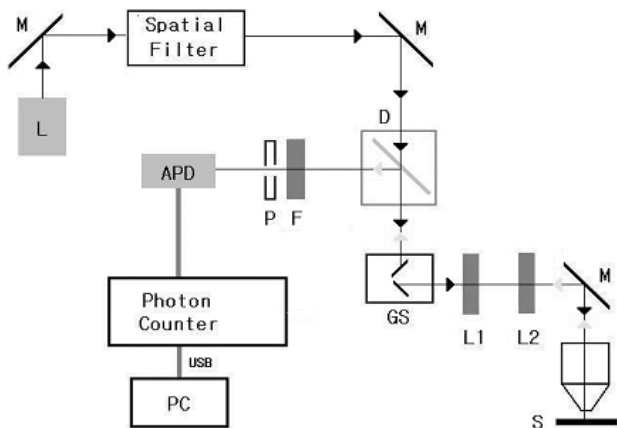 M
Spatial
Filter
M
L
D
APD
P
F
GS
L1
L2
M
Photon
Counter
USB
PC
S